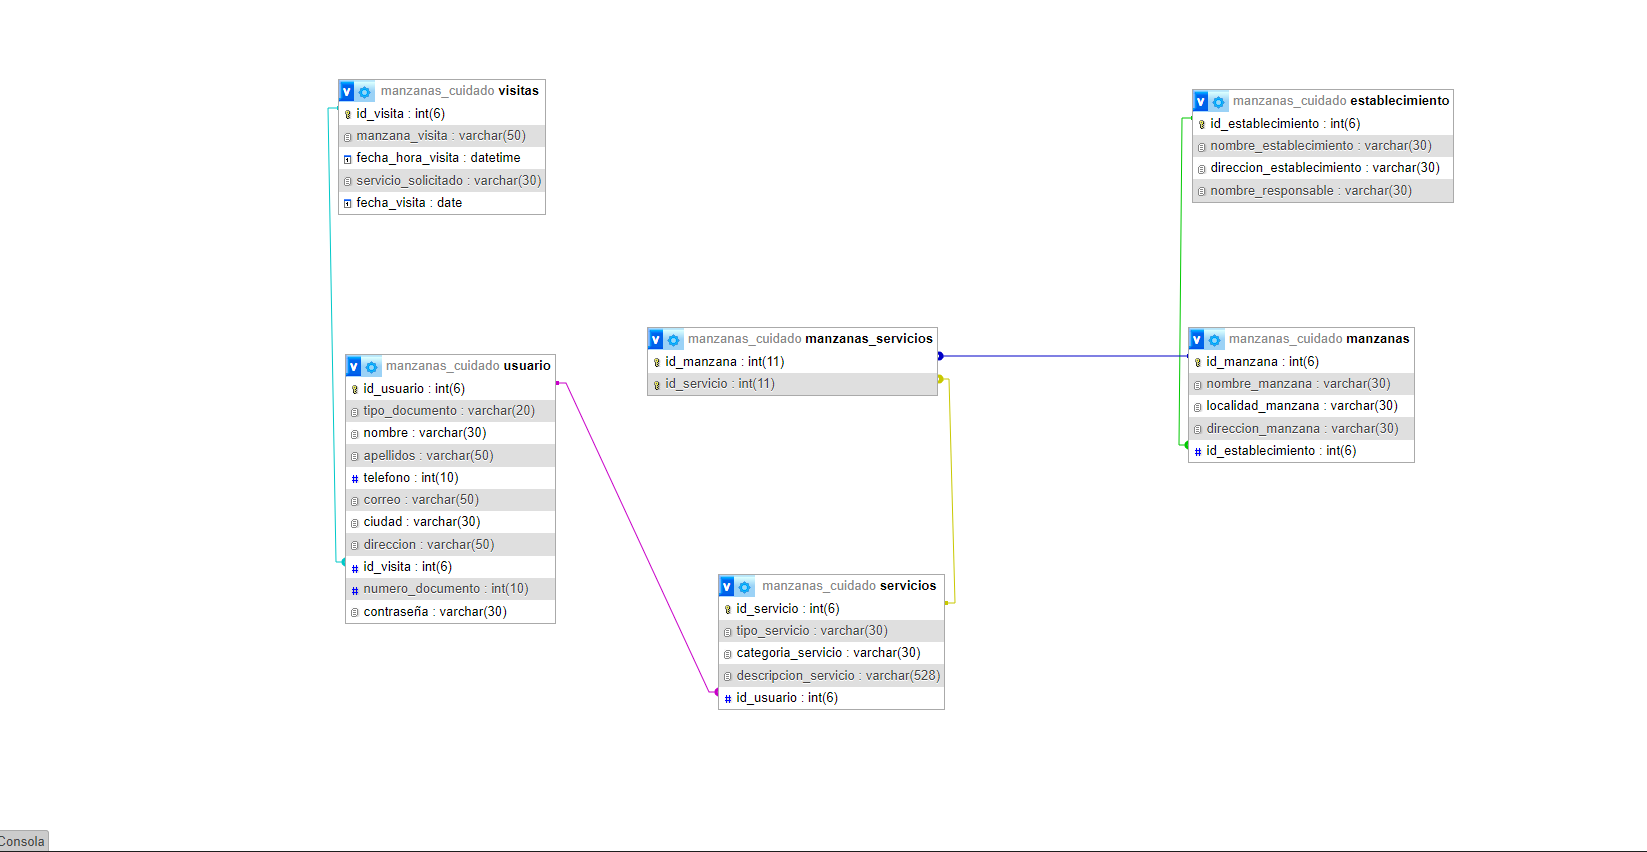 v manzanas_cuidado visitas
id_visita : int(6)
manzana_visita : varchar(50)
fecha_hora_visita : datetime
servicio_solicitado : varchar(30)
fecha_visita : date
v manzanas_cuidado establecimiento
id_establecimiento : int(6)
nombre_establecimiento : varchar(30)
direccion_establecimiento : varchar(30)
nombre_responsable : varchar(30)
v manzanas_cuidado usuario
id_usuario : int(6)
tipo_documento : varchar(20)
nombre : varchar(30)
apellidos : varchar(50)
# telefono : int(10)
correo : varchar(50)
ciudad : varchar(30)
direccion : varchar(50)
# id_visita : int(6)
# numero_documento : int(10)
contraseña : varchar(30)
v manzanas_cuidado manzanas_servicios
id_manzana : int(11)
id_servicio : int(11)
v manzanas_cuidado manzanas
id_manzana : int(6)
nombre_manzana : varchar(30)
localidad_manzana : varchar(30)
direccion_manzana : varchar(30)
# id_establecimiento : int(6)
v manzanas_cuidado servicios
id_servicio : int(6)
tipo_servicio : varchar(30)
categoria_servicio : varchar(30)
descripcion_servicio : varchar(528)
# id_usuario : int(6)
Consola